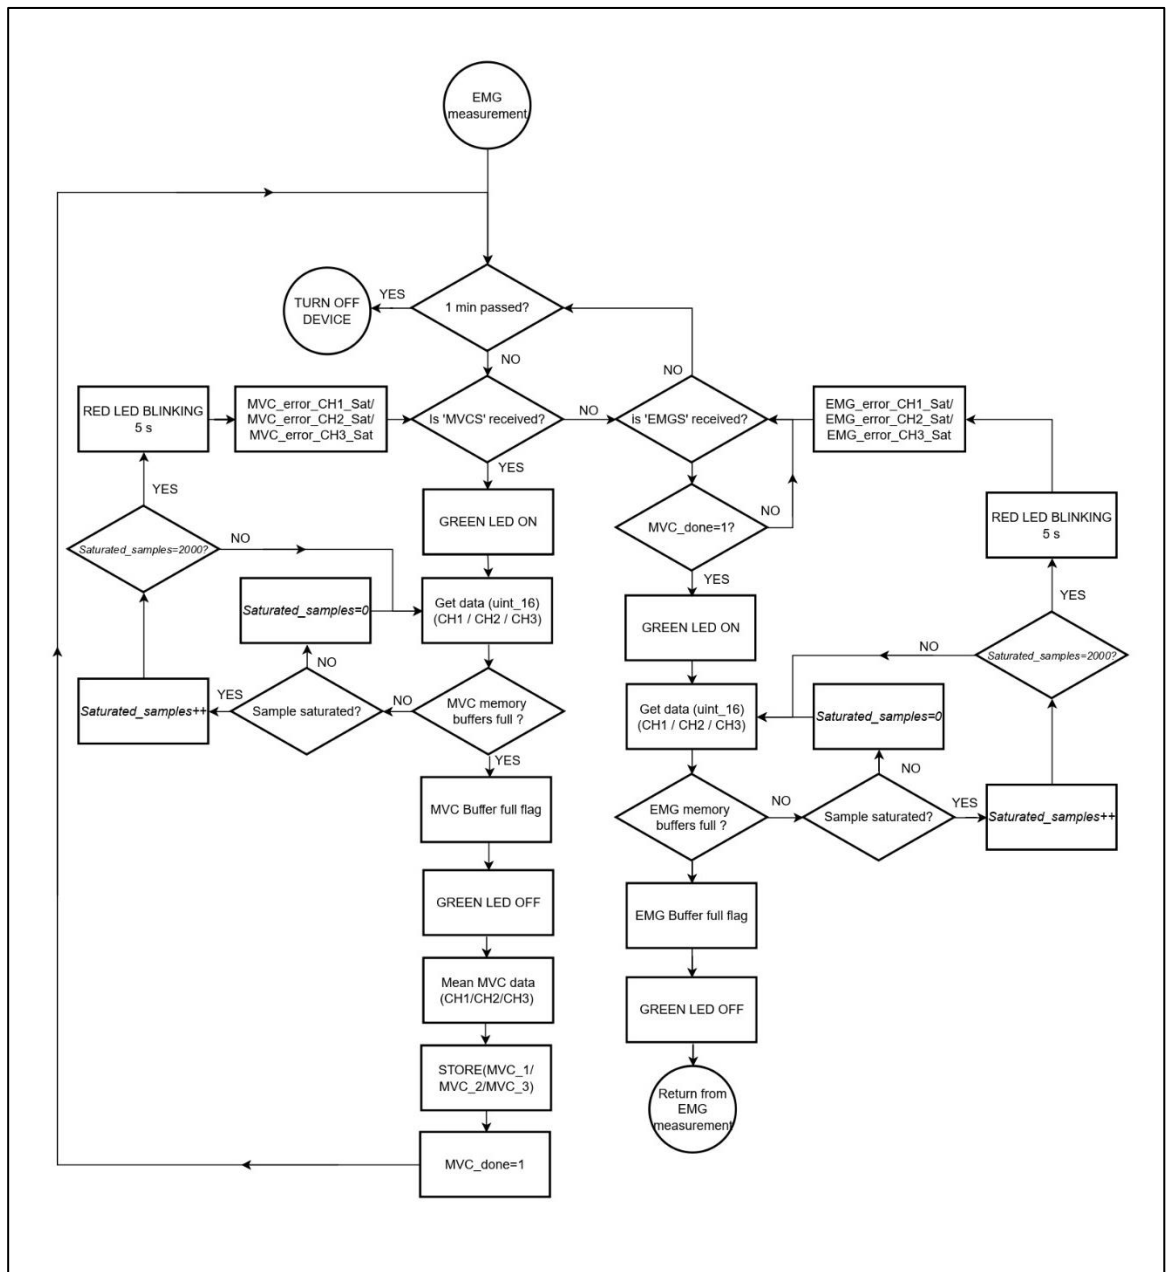 EMG
measurement
1 min passed?
YES
TURN OFF
DEVICE
NO
RED LED BLINKING
5 s
MVC_error_CH1_Sat/
MVC_error_CH2_Sat/
MVC_error_CH3_Sat
Is 'MVCS' received?
NO
is 'EMGS' received?
NO
EMG_error_CH1_Sat/
EMG_error_CH2_Sat/
EMG_error_CH3_Sat
YES
YES
YES
GREEN LED ON
MVC_done=1?
NO
RED LED BLINKING
5 s
Saturated_samples=2000?
NO
YES
YES
Saturated_samples=0
Get data (uint_16)
(CH1 / CH2 / CH3)
GREEN LED ON
NO
Saturated_samples=2000?
NO
YES
Saturated_samples++
Sample saturated?
NO
MVC memory
buffers full ?
Get data (uint_16)
(CH1 / CH2 / CH3)
Saturated_samples=0
YES
NO
MVC Buffer full flag
EMG memory
buffers full ?
NO
Sample saturated?
YES
Saturated_samples++
GREEN LED OFF
EMG Buffer full flag
Mean MVC data
(CH1/CH2/CH3)
GREEN LED OFF
STORE(MVC_1/
MVC_2/MVC_3)
Return from
EMG
measurement
MVC_done=1